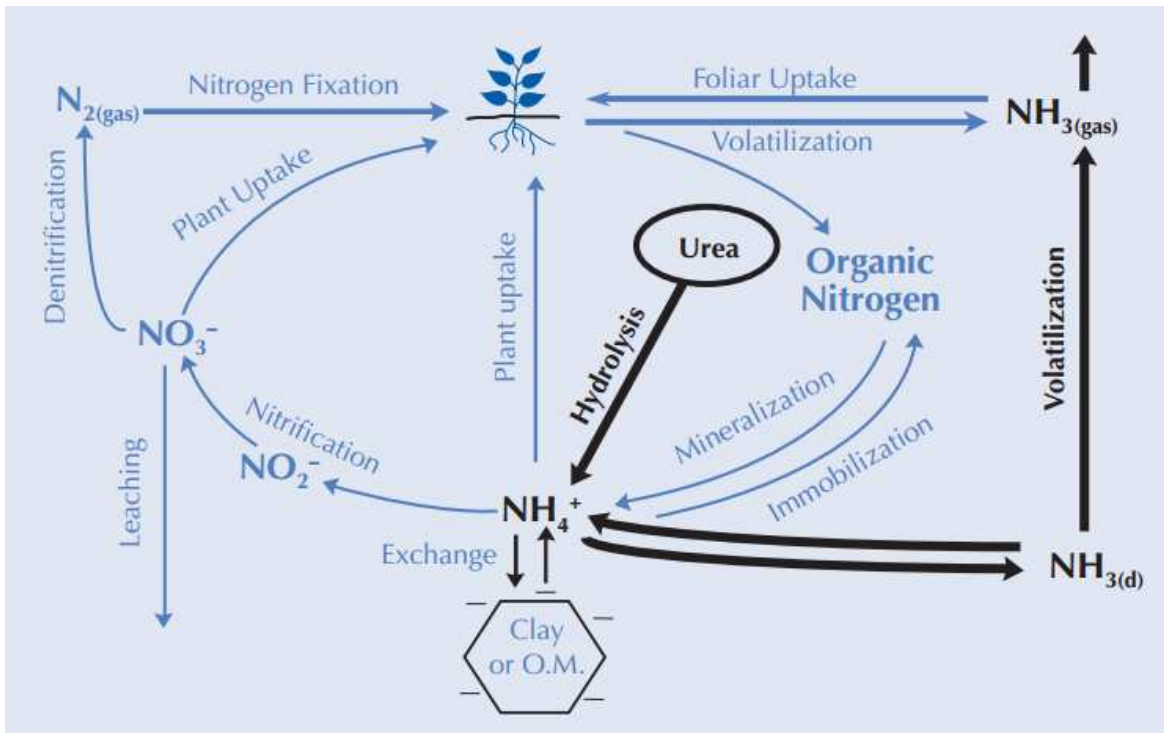 Nitrogen Fixation
N2(gas)
Foliar Uptake
NH3(gas)
Volatilization
Denitrification
Plant Uptake
Plant uptake
Urea
Organic
Nitrogen
Hydrolysis
Volatilization
NO3−
Mineralization
Immobilization
Nitrification
NO2−
Leaching
NH4+
Exchange
NH3(d)
Clay
or O.M.